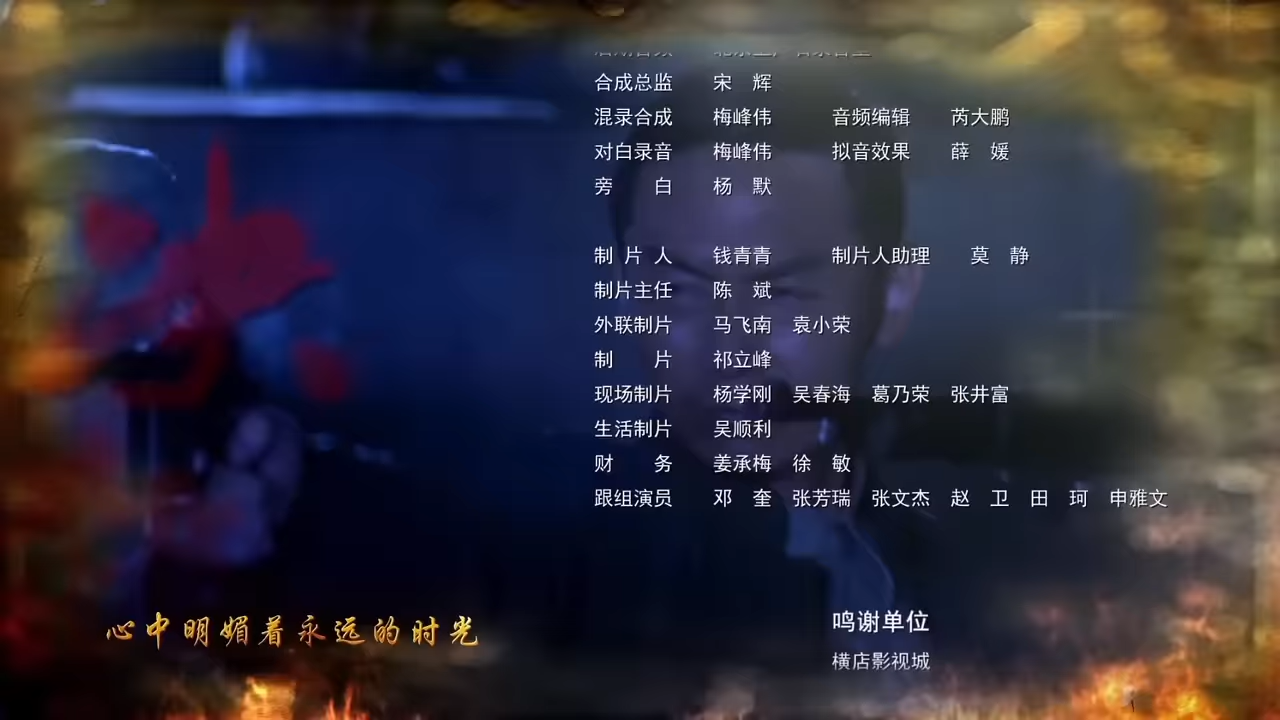 合成总监 宋 辉
混录合成 梅峰伟 音频编辑 芮大鹏
对白录音 梅峰伟 拟音效果 薛 媛
旁 白 杨 默
制 片 人 钱青青 制片人助理 莫 静
制片主任 陈 斌
外联制片 马飞南 袁小荣
制 片 祁立峰
现场制片 杨学刚 吴春海 葛乃荣 张井富
生活制片 吴顺利
财 务 姜承梅 徐 敏
跟组演员 邓 奎 张芳瑞 张文杰 赵 卫 田 珂 申雅文
心中明媚着永远的时光
鸣谢单位
横店影视城